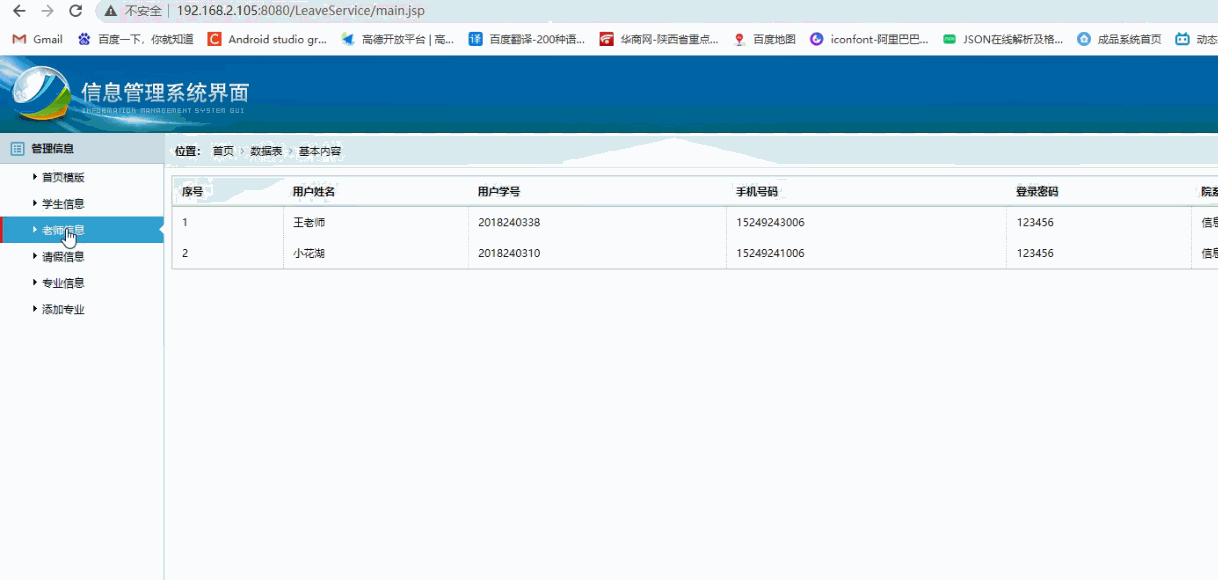 不安全 | 192.168.2.105:8080/LeaveService/main.jsp
Gmail 百度一下，你就知道 Android studio gr... 高德开放平台 | 高... 百度翻译-200种语... 华商网-陕西省重点... 百度地图 iconfont-阿里巴巴... JSON在线解析及格... 成品系统首页 动态
信息管理系统界面
INFORMATION MANAGEMENT SYSTEM GUI
管理信息
位置： 首页 › 数据表 › 基本内容
首页模版
学生信息
老师信息
请假信息
专业信息
添加专业
序号 用户姓名 用户学号 手机号码 登录密码 院系
1 王老师 2018240338 15249243006 123456 信息
2 小花湖 2018240310 15249241006 123456 信息